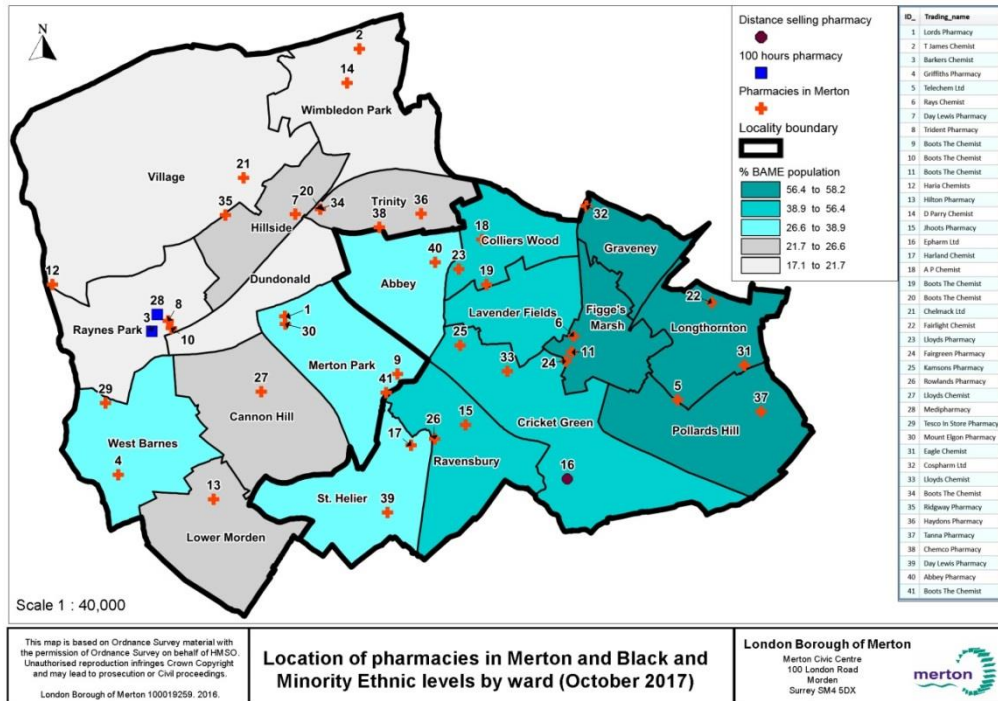 N
2
14
Wimbledon Park
Village
21
35
20
7
34
Trinity
36
38
Hillside
Dundonald
12
28
8
3
10
Raynes Park
1
30
Merton Park
9
41
27
Cannon Hill
29
West Barnes
4
13
Lower Morden
40
Abbey
18
Colliers Wood
23
19
32
Graveney
Lavender Fields
Figge's
Marsh
6
11
24
25
33
22
Longthornton
31
5
37
Pollards Hill
Cricket Green
15
26
17
Ravensbury
16
St. Helier
39
Scale 1 : 40,000
Distance selling pharmacy
100 hours pharmacy
Pharmacies in Merton
Locality boundary
% BAME population
56.4 to 58.2
38.9 to 56.4
26.6 to 38.9
21.7 to 26.6
17.1 to 21.7
ID_ Trading_name
1 Lords Pharmacy
2 T James Chemist
3 Barkers Chemist
4 Griffiths Pharmacy
5 Telechem Ltd
6 Rays Chemist
7 Day Lewis Pharmacy
8 Trident Pharmacy
9 Boots The Chemist
10 Boots The Chemist
11 Boots The Chemist
12 Haria Chemists
13 Hilton Pharmacy
14 D Parry Chemist
15 Jhoots Pharmacy
16 Epharm Ltd
17 Harland Chemist
18 A P Chemist
19 Boots The Chemist
20 Boots The Chemist
21 Chelmack Ltd
22 Fairlight Chemist
23 Lloyds Pharmacy
24 Fairgreen Pharmacy
25 Kamsons Pharmacy
26 Rowlands Pharmacy
27 Lloyds Chemist
28 Medipharmacy
29 Tesco In Store Pharmacy
30 Mount Elgon Pharmacy
31 Eagle Chemist
32 Cospharm Ltd
33 Lloyds Chemist
34 Boots The Chemist
35 Ridgway Pharmacy
36 Haydons Pharmacy
37 Tanna Pharmacy
38 Chemco Pharmacy
39 Day Lewis Pharmacy
40 Abbey Pharmacy
41 Boots The Chemist
This map is based on Ordnance Survey material with
the permission of Ordnance Survey on behalf of HMSO.
Unauthorised reproduction infringes Crown Copyright
and may lead to prosecution or Civil proceedings.
London Borough of Merton 100019259. 2016.
Location of pharmacies in Merton and Black and
Minority Ethnic levels by ward (October 2017)
London Borough of Merton
Merton Civic Centre
100 London Road
Morden
Surrey SM4 5DX
merton